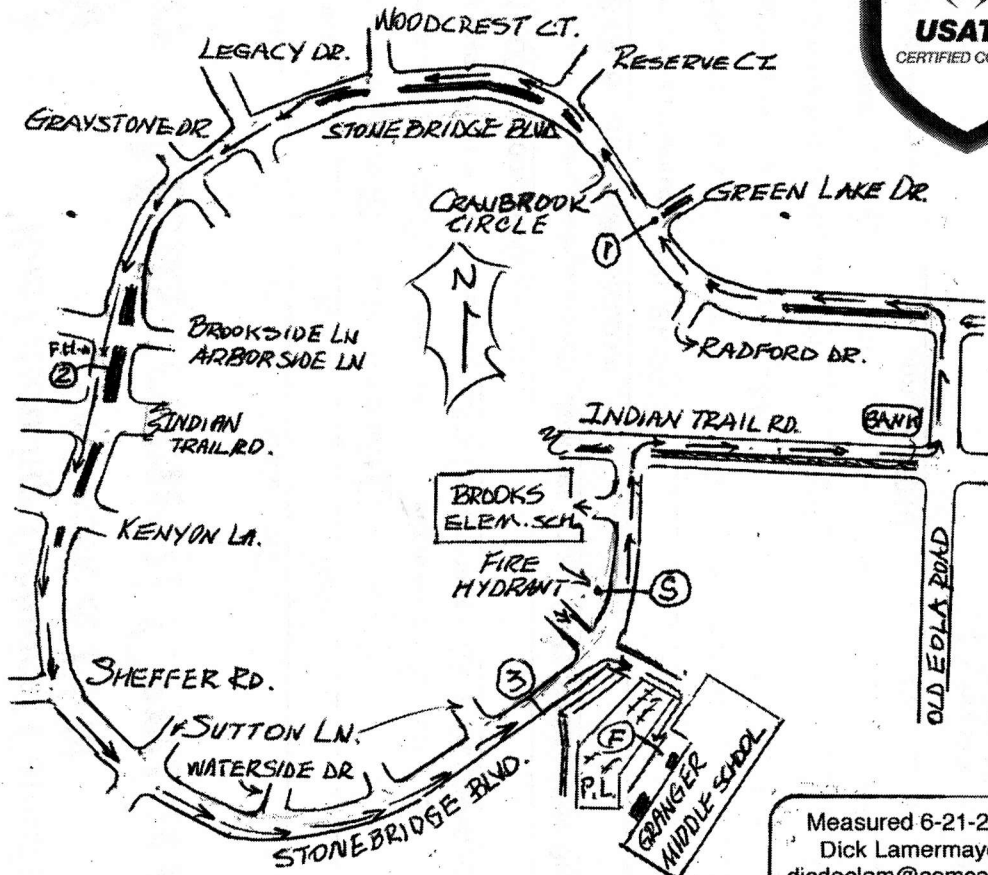 WOODCREST CT.
LEGACY DR.
RESERVE CT.
USAT
CERTIFIED CO
GRAYSTONE DR
STONEBRIDGE BLVD
CRANBROOK
CIRCLE
GREEN LAKE DR.
1
N
BROOKSIDE LN
ARBORSIDE LN
F.H.
2
RADFORD DR.
INDIAN
TRAIL RD.
INDIAN TRAIL RD.
BANK
BROOKS
ELEM. SCH.
KENYON LA.
FIRE
HYDRANT
S
OLD EOLA ROAD
SHEFFER RD.
3
SUTTON LN.
WATERSIDE DR
F
P.L.
GRANGER
MIDDLE SCHOOL
STONEBRIDGE BLVD.
Measured 6-21-2
Dick Lamermay